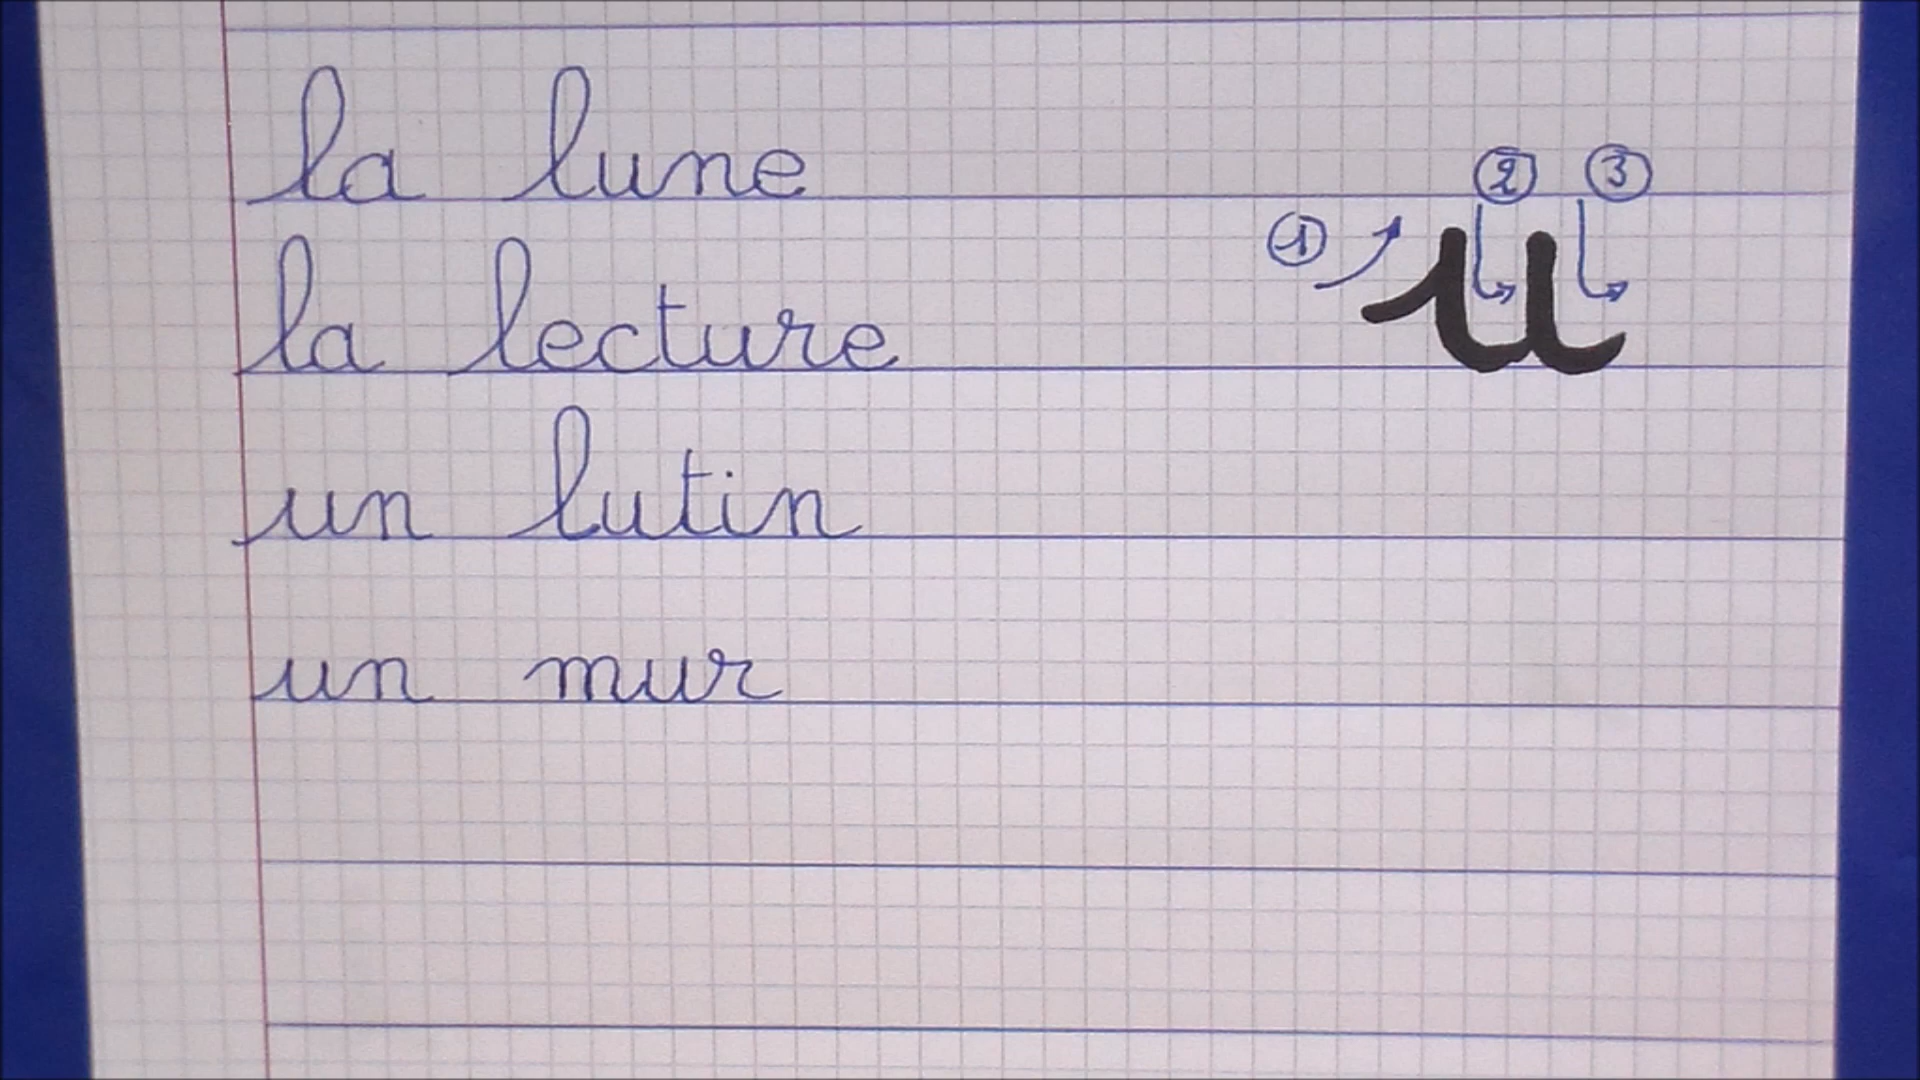 la lune
② ③
①
u
la lecture
un lutin
un mur